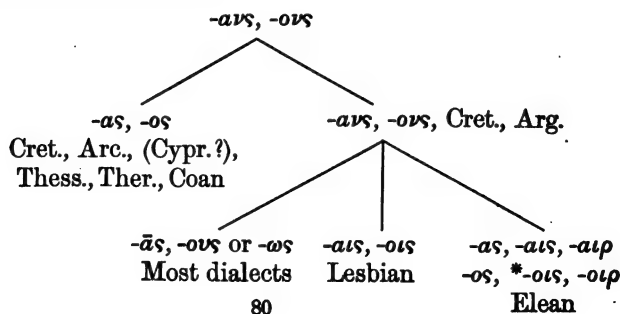 -ανς, -ονς
-ας, -ος
Cret., Arc., (Cypr.?),
Thess., Ther., Coan
-ανς, -ονς, Cret., Arg.
-ᾱς, -ους or -ως
Most dialects
-αις, -οις
Lesbian
-ας, -αις, -αιρ
-ος, *-οις, -οιρ
Elean
80